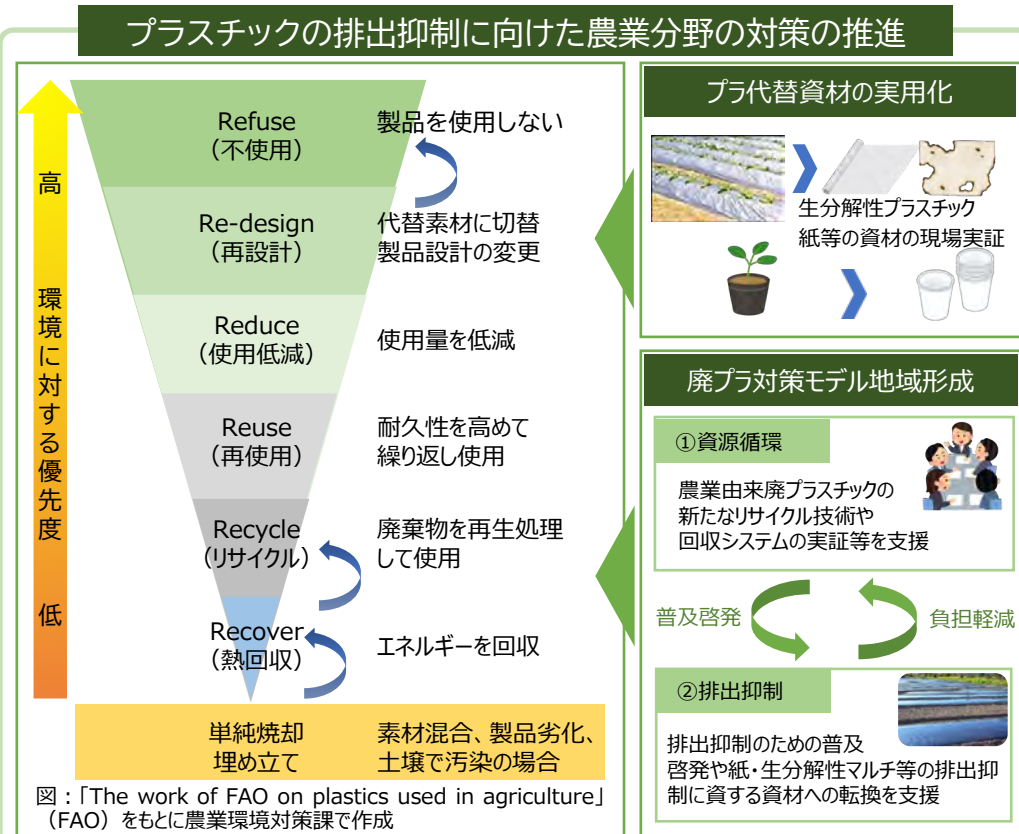 プラスチックの排出抑制に向けた農業分野の対策の推進
高
環境に対する優先度
低
Refuse
（不使用）
製品を使用しない
Re-design
（再設計）
代替素材に切替
製品設計の変更
Reduce
（使用低減）
使用量を低減
Reuse
（再使用）
耐久性を高めて
繰り返し使用
Recycle
（リサイクル）
廃棄物を再生処理
して使用
Recover
（熱回収）
エネルギーを回収
単純焼却
埋め立て
素材混合、製品劣化、
土壌で汚染の場合
図：「The work of FAO on plastics used in agriculture」
（FAO）をもとに農業環境対策課で作成
プラ代替資材の実用化
生分解性プラスチック
紙等の資材の現場実証
廃プラ対策モデル地域形成
①資源循環
農業由来廃プラスチックの
新たなリサイクル技術や
回収システムの実証等を支援
普及啓発
負担軽減
②排出抑制
排出抑制のための普及
啓発や紙・生分解性マルチ等の排出抑
制に資する資材への転換を支援